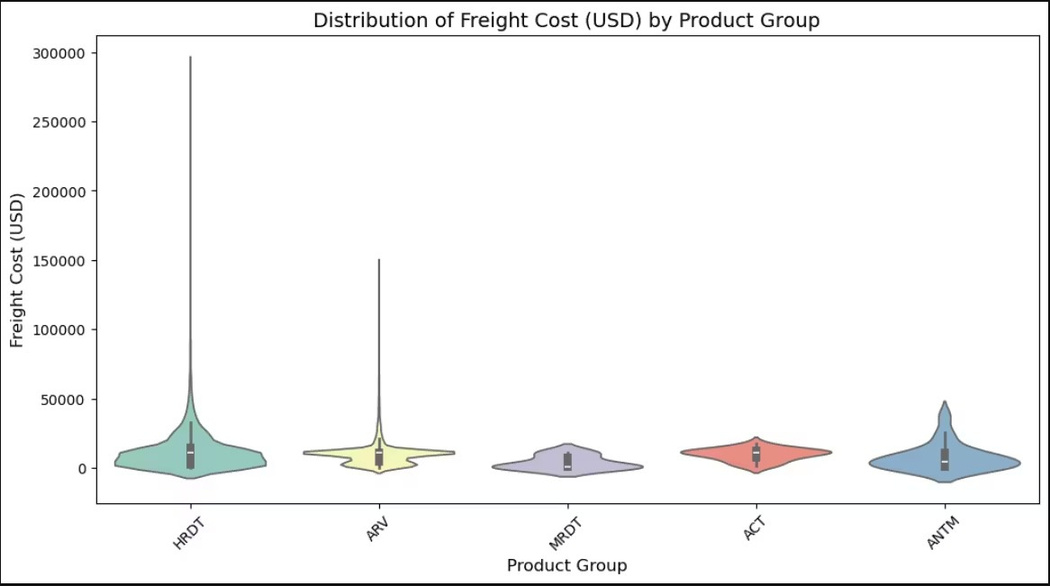 Distribution of Freight Cost (USD) by Product Group
Freight Cost (USD)
300000
250000
200000
150000
100000
50000
0
HRDT
ARV
MRDT
ACT
ANTM
Product Group